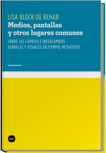 LISA BLOCK DE BEHAR
Medios, pantallas
y otros lugares comunes
SOBRE LOS CAMBIOS E INTERCAMBIOS
VERBALES Y VISUALES EN TIEMPOS MEDIÁTICOS